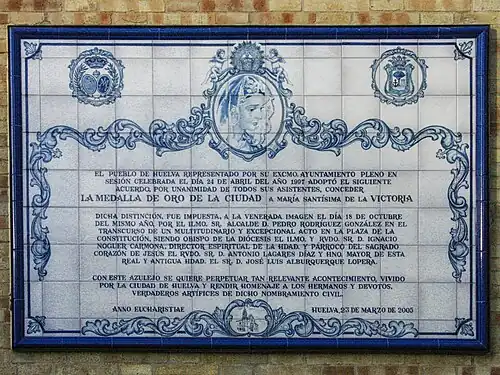 EL PUEBLO DE HUELVA REPRESENTADO POR SU EXCMO. AYUNTAMIENTO PLENO EN
SESIÓN CELEBRADA EL DÍA 24 DE ABRIL DEL AÑO 1997 ADOPTÓ EL SIGUIENTE
ACUERDO, POR UNANIMIDAD DE TODOS SUS ASISTENTES, CONCEDER
LA MEDALLA DE ORO DE LA CIUDAD A MARÍA SANTÍSIMA DE LA VICTORIA
DICHA DISTINCIÓN, FUE IMPUESTA, A LA VENERADA IMAGEN EL DÍA 18 DE OCTUBRE
DEL MISMO AÑO, POR EL ILMO. SR. ALCALDE D. PEDRO RODRÍGUEZ GONZÁLEZ EN EL
TRANSCURSO DE UN MULTITUDINARIO Y EXCEPCIONAL ACTO EN LA PLAZA DE LA
CONSTITUCIÓN, SIENDO OBISPO DE LA DIÓCESIS EL ILMO. Y RVDO. SR. D. IGNACIO
NOGUER CARMONA; DIRECTOR ESPIRITUAL DE LA HDAD. Y PÁRROCO DEL SAGRADO
CORAZÓN DE JESÚS EL RVDO. SR. D. ANTONIO LAGARES DÍAZ Y HNO. MAYOR DE ESTA
REAL Y ANTIGUA HDAD. EL SR. D. JOSÉ LUIS ALBURQUERQUE LOPERA.
CON ESTE AZULEJO SE QUIERE PERPETUAR TAN RELEVANTE ACONTECIMIENTO, VIVIDO
POR LA CIUDAD DE HUELVA Y RENDIR HOMENAJE A LOS HERMANOS Y DEVOTOS,
VERDADEROS ARTÍFICES DE DICHO NOMBRAMIENTO CIVIL.
ANNO EUCHARISTIAE HUELVA, 23 DE MARZO DE 2005